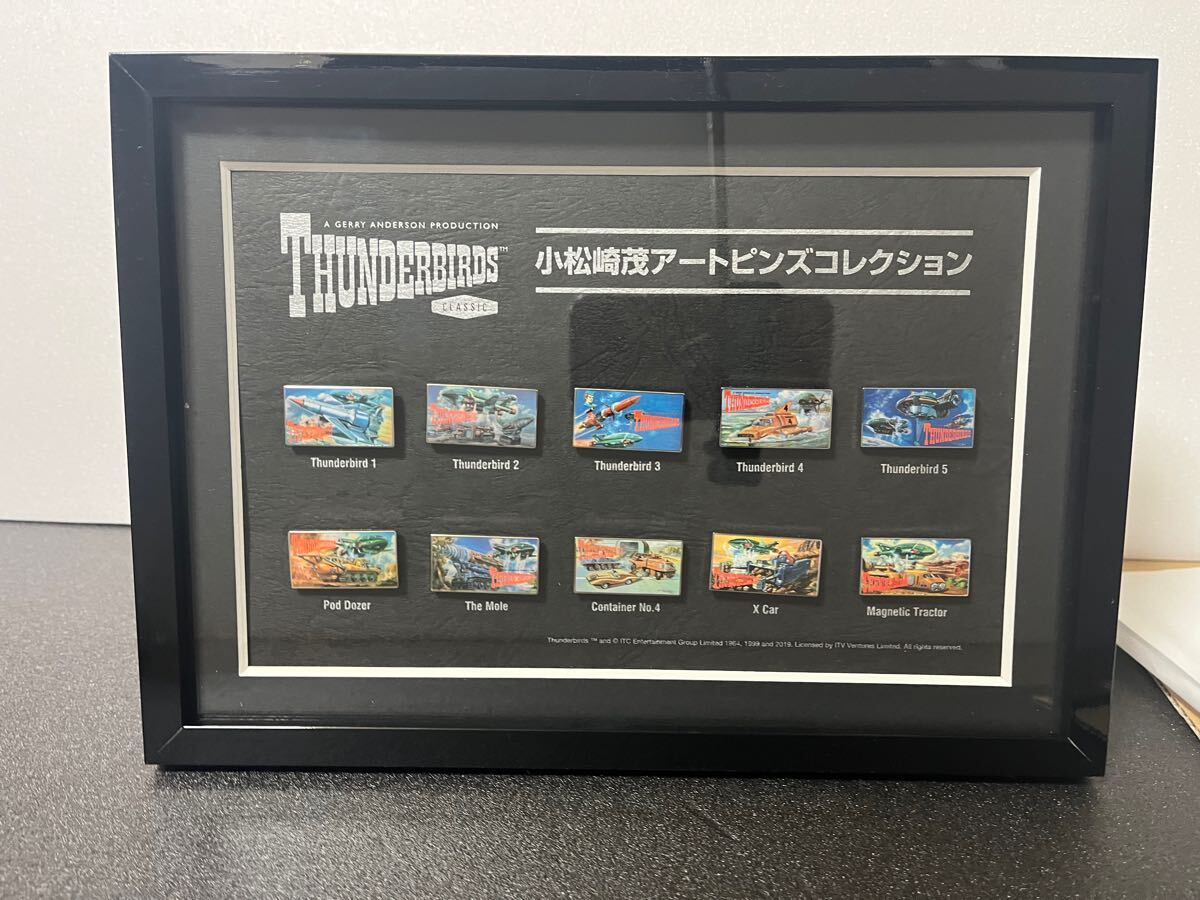 A GERRY ANDERSON PRODUCTION
THUNDERBIRDS™
CLASSIC
小松崎茂アートピンズコレクション
THUNDERBIRDS
THUNDERBIRDS
Thunderbird 1
Thunderbird 2
Thunderbird 3
Thunderbird 4
Thunderbird 5
Pod Dozer
The Mole
Container No.4
X Car
Magnetic Tractor
Thunderbirds ™ and © ITC Entertainment Group Limited 1964, 1999 and 2019. Licensed by ITV Ventures Limited. All rights reserved.